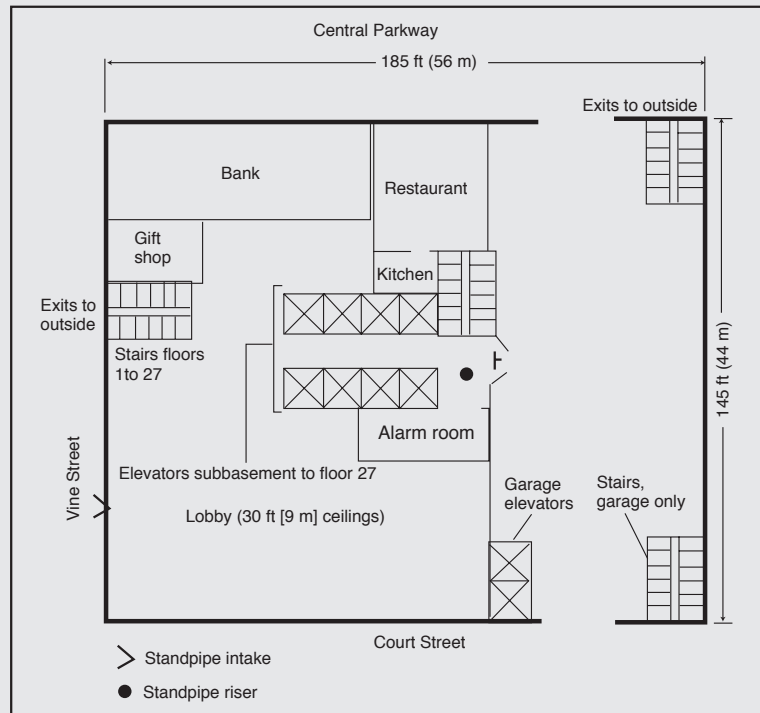 Central Parkway
185 ft (56 m)
Exits to outside
Bank
Restaurant
Gift
shop
Kitchen
Exits to
outside
Stairs floors
1to 27
145 ft (44 m)
Alarm room
Elevators subbasement to floor 27
Vine Street
Lobby (30 ft [9 m] ceilings)
Garage
elevators
Stairs,
garage only
Court Street
Standpipe intake
Standpipe riser